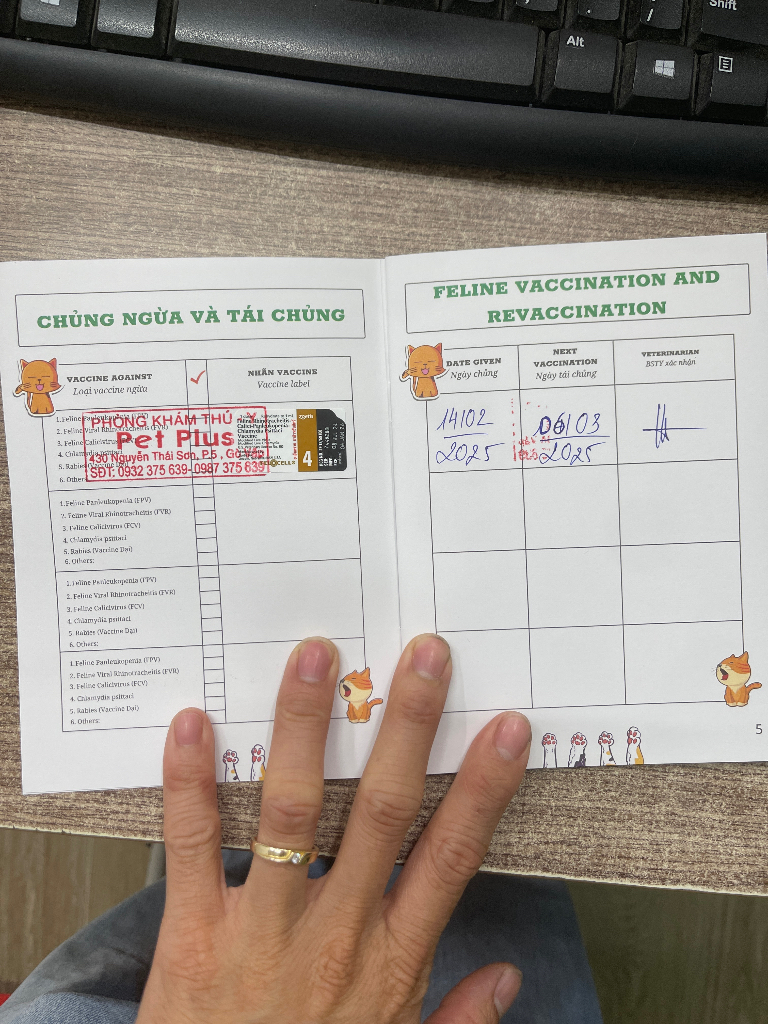 Shift
Alt
CHỦNG NGỪA VÀ TÁI CHỦNG
VACCINE AGAINST
Loại vaccine ngừa
NHÃN VACCINE
Vaccine label
1. Feline Panleukopenia (FPV)
2. Feline Viral Rhinotracheitis (FVR)
3. Feline Calicivirus (FCV)
4. Chlamydia psittaci
5. Rabies (Vaccine Dại)
6. Others:
PHÒNG KHÁM THÚ Y
Pet Plus
430 Nguyễn Thái Sơn, P.5, Gò Vấp
SĐT: 0932 375 639-0987 375 639
Feline Rhinotracheitis
Calici-Panleukopenia
Chlamydia Psittaci
Vaccine
4
1. Feline Panleukopenia (FPV)
2. Feline Viral Rhinotracheitis (FVR)
3. Feline Calicivirus (FCV)
4. Chlamydia psittaci
5. Rabies (Vaccine Dại)
6. Others:
1. Feline Panleukopenia (FPV)
2. Feline Viral Rhinotracheitis (FVR)
3. Feline Calicivirus (FCV)
4. Chlamydia psittaci
5. Rabies (Vaccine Dại)
6. Others:
1. Feline Panleukopenia (FPV)
2. Feline Viral Rhinotracheitis (FVR)
3. Feline Calicivirus (FCV)
4. Chlamydia psittaci
5. Rabies (Vaccine Dại)
6. Others:
FELINE VACCINATION AND
REVACCINATION
DATE GIVEN
Ngày chủng
NEXT
VACCINATION
Ngày tái chủng
VETERINARIAN
BSTY xác nhận
14/02
2025
06/03
2025
5